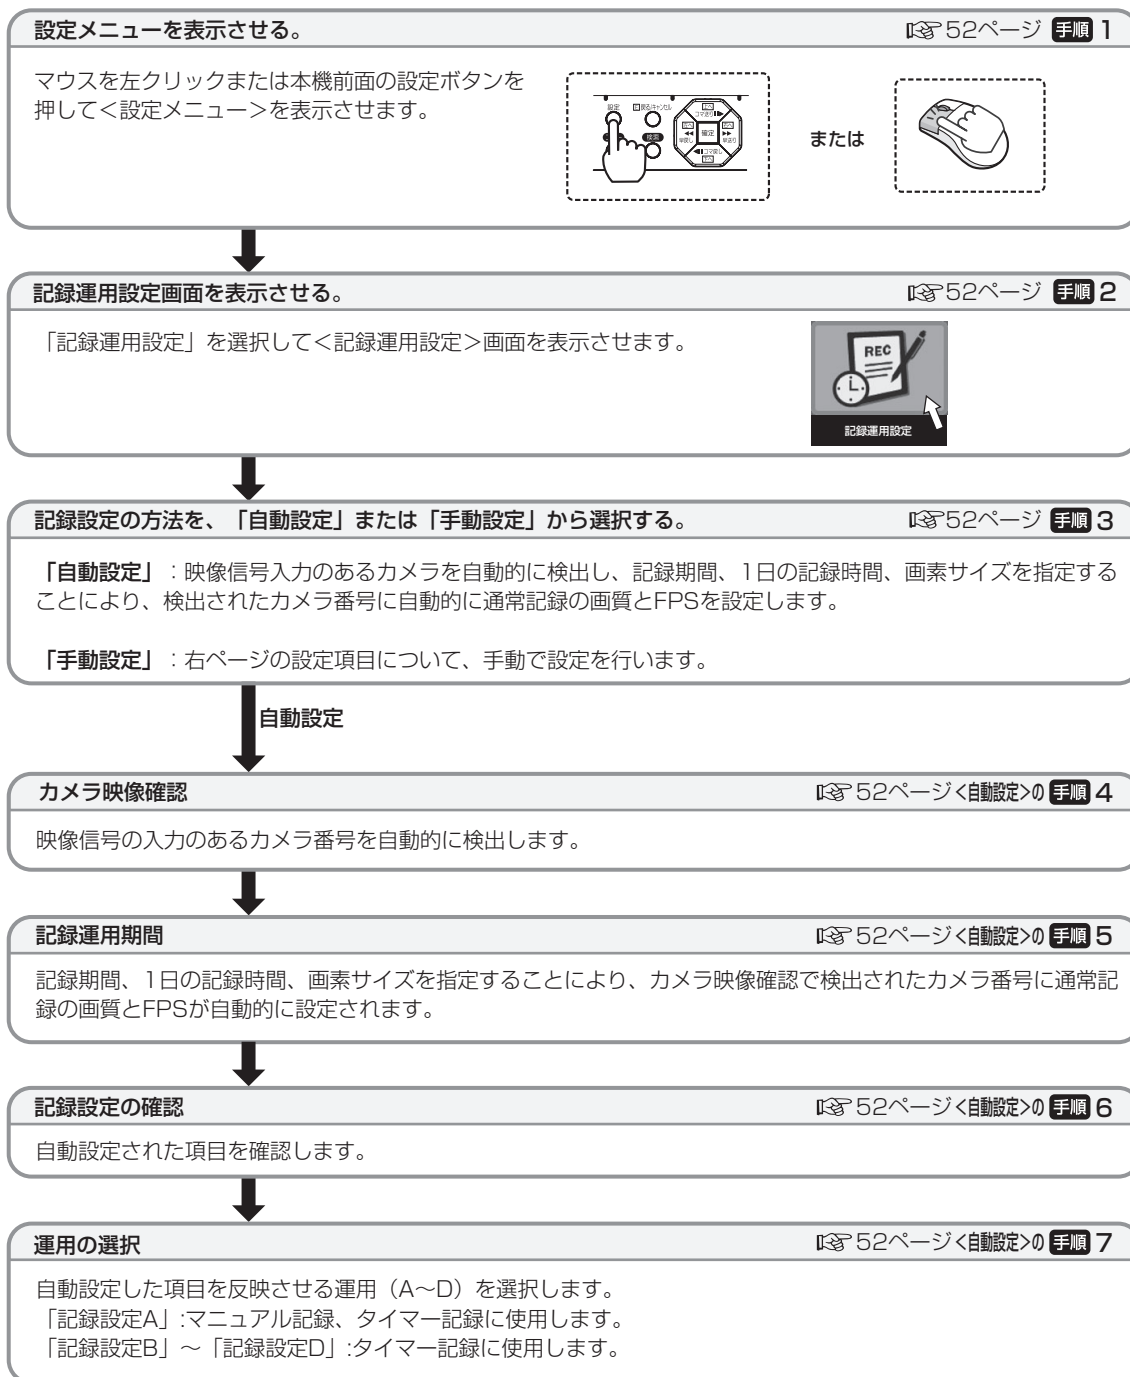 設定メニューを表示させる。
☞52ページ 手順 1
マウスを左クリックまたは本機前面の設定ボタンを
押して＜設定メニュー＞を表示させます。
設定
戻る/キャンセル
コマ送り
確定
コマ戻し
検索
または
記録運用設定画面を表示させる。
☞52ページ 手順 2
「記録運用設定」を選択して＜記録運用設定＞画面を表示させます。
REC
記録運用設定
記録設定の方法を、「自動設定」または「手動設定」から選択する。
☞52ページ 手順 3
「自動設定」：映像信号入力のあるカメラを自動的に検出し、記録期間、1日の記録時間、画素サイズを指定する
ことにより、検出されたカメラ番号に自動的に通常記録の画質とFPSを設定します。
「手動設定」：右ページの設定項目について、手動で設定を行います。
自動設定
カメラ映像確認
☞52ページ＜自動設定＞の 手順 4
映像信号の入力のあるカメラ番号を自動的に検出します。
記録運用期間
☞52ページ＜自動設定＞の 手順 5
記録期間、1日の記録時間、画素サイズを指定することにより、カメラ映像確認で検出されたカメラ番号に通常記
録の画質とFPSが自動的に設定されます。
記録設定の確認
☞52ページ＜自動設定＞の 手順 6
自動設定された項目を確認します。
運用の選択
☞52ページ＜自動設定＞の 手順 7
自動設定した項目を反映させる運用（A～D）を選択します。
「記録設定A」:マニュアル記録、タイマー記録に使用します。
「記録設定B」～「記録設定D」:タイマー記録に使用します。